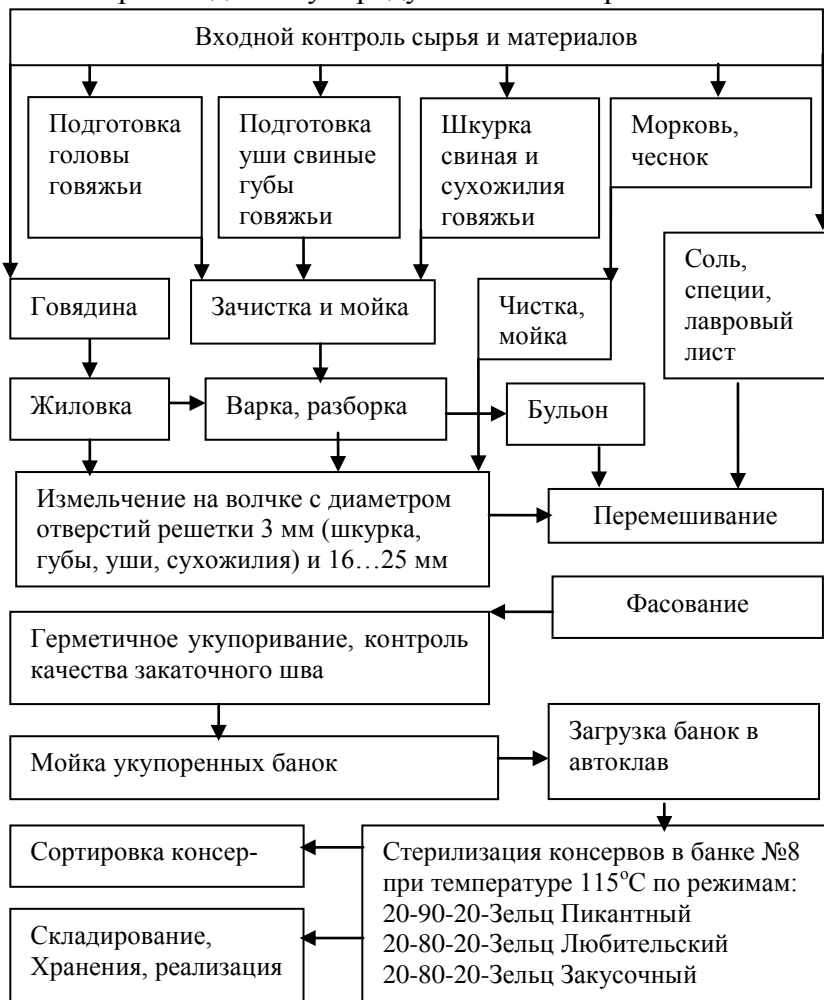 Входной контроль сырья и материалов
Подготовка
головы
говяжьи
Подготовка
уши свиные
губы
говяжьи
Шкурка
свиная и
сухожилия
говяжьи
Морковь,
чеснок
Говядина
Зачистка и мойка
Чистка,
мойка
Соль,
специи,
лавровый
лист
Жиловка
Варка, разборка
Бульон
Измельчение на волчке с диаметром
отверстий решетки 3 мм (шкурка,
губы, уши, сухожилия) и 16…25 мм
Перемешивание
Фасование
Герметичное укупоривание, контроль
качества закаточного шва
Мойка укупоренных банок
Загрузка банок в
автоклав
Сортировка консер-
Стерилизация консервов в банке №8
при температуре 115°С по режимам:
20-90-20-Зельц Пикантный
20-80-20-Зельц Любительский
20-80-20-Зельц Закусочный
Складирование,
Хранения, реализация